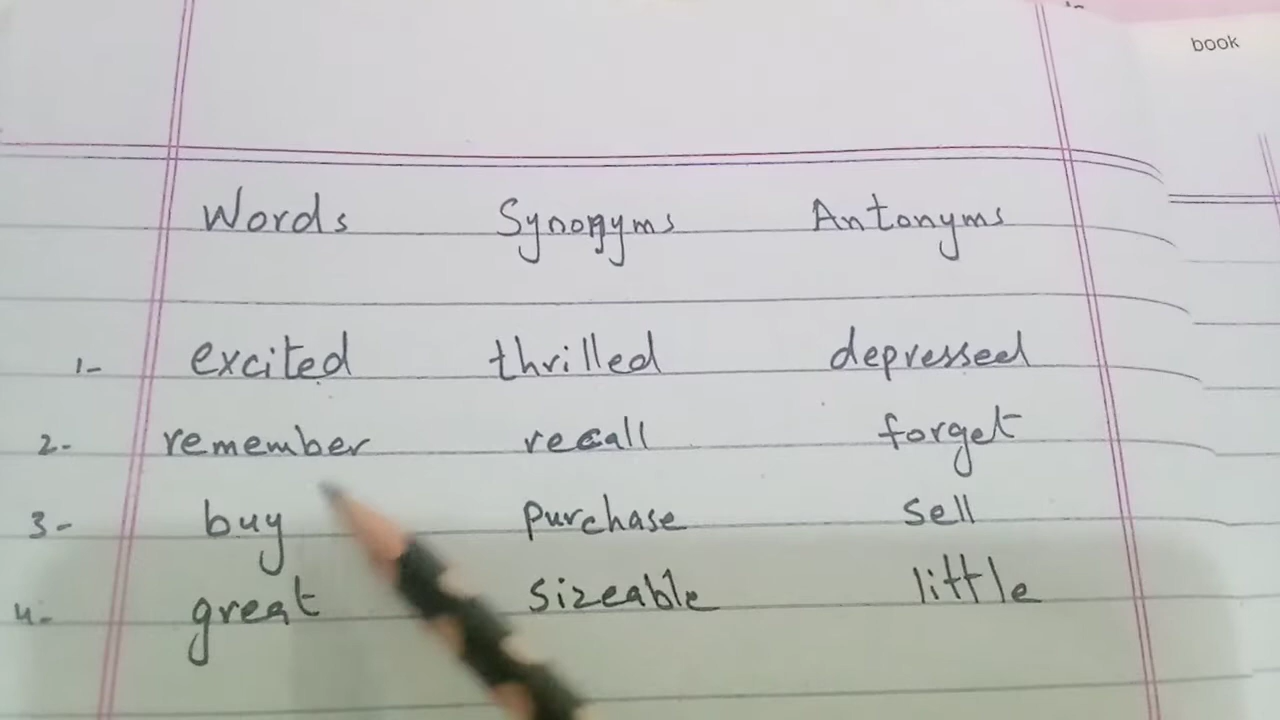 book
Words Synonyms Antonyms
1- excited thrilled depressed
2- remember recall forget
3- buy purchase sell
4- great sizeable little